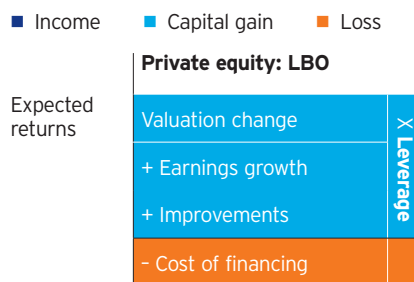 Income
Capital gain
Loss
Private equity: LBO
Expected
returns
Valuation change
+ Earnings growth
+ Improvements
– Cost of financing
X Leverage